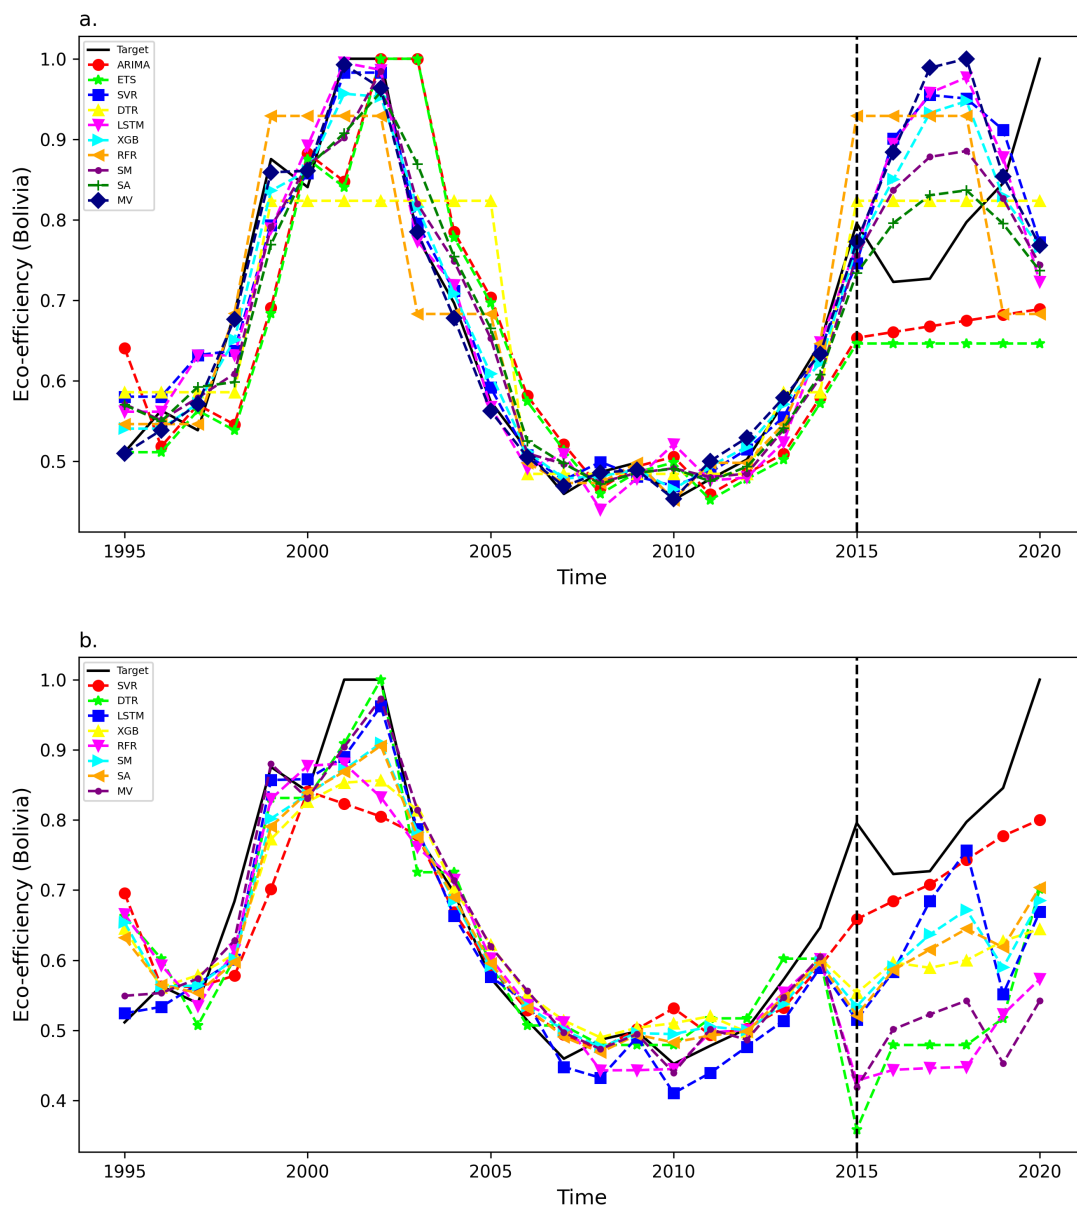 a.
1.0
0.9
0.8
0.7
0.6
0.5
Eco-efficiency (Bolivia)
Target
ARIMA
ETS
SVR
DTR
LSTM
XGB
RFR
SM
SA
MV
1995
2000
2005
2010
2015
2020
Time
b.
1.0
0.9
0.8
0.7
0.6
0.5
0.4
Eco-efficiency (Bolivia)
Target
SVR
DTR
LSTM
XGB
RFR
SM
SA
MV
1995
2000
2005
2010
2015
2020
Time